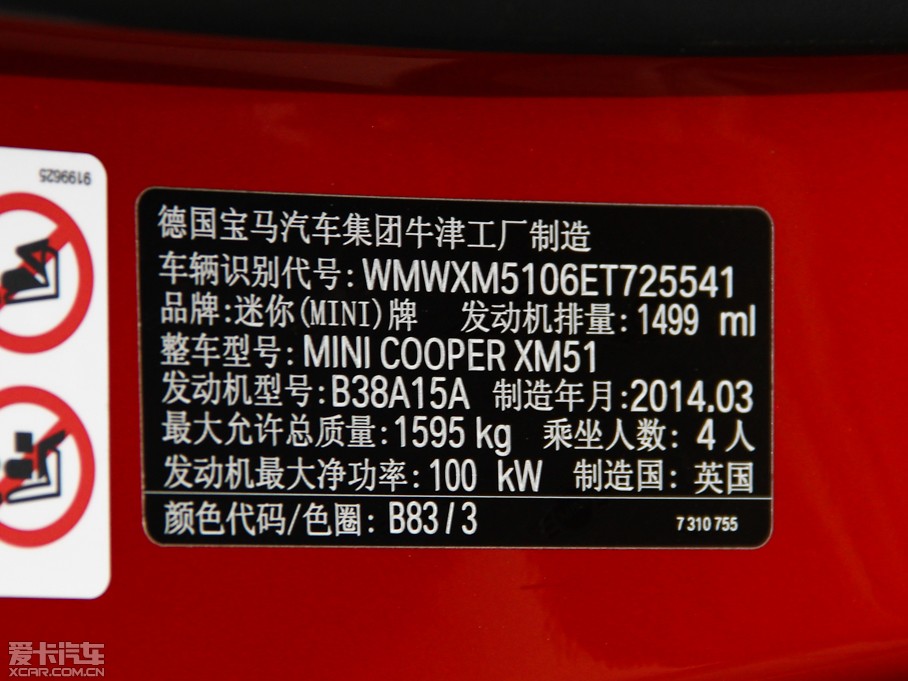 9199625
德国宝马汽车集团牛津工厂制造
车辆识别代号:WMWXM5106ET725541
品牌:迷你(MINI)牌 发动机排量:1499 ml
整车型号:MINI COOPER XM51
发动机型号:B38A15A 制造年月:2014.03
最大允许总质量:1595 kg 乘坐人数: 4 人
发动机最大净功率:100 kW 制造国: 英国
颜色代码/色圈: B83/3 7 310 755
爱卡汽车
XCAR.COM.CN